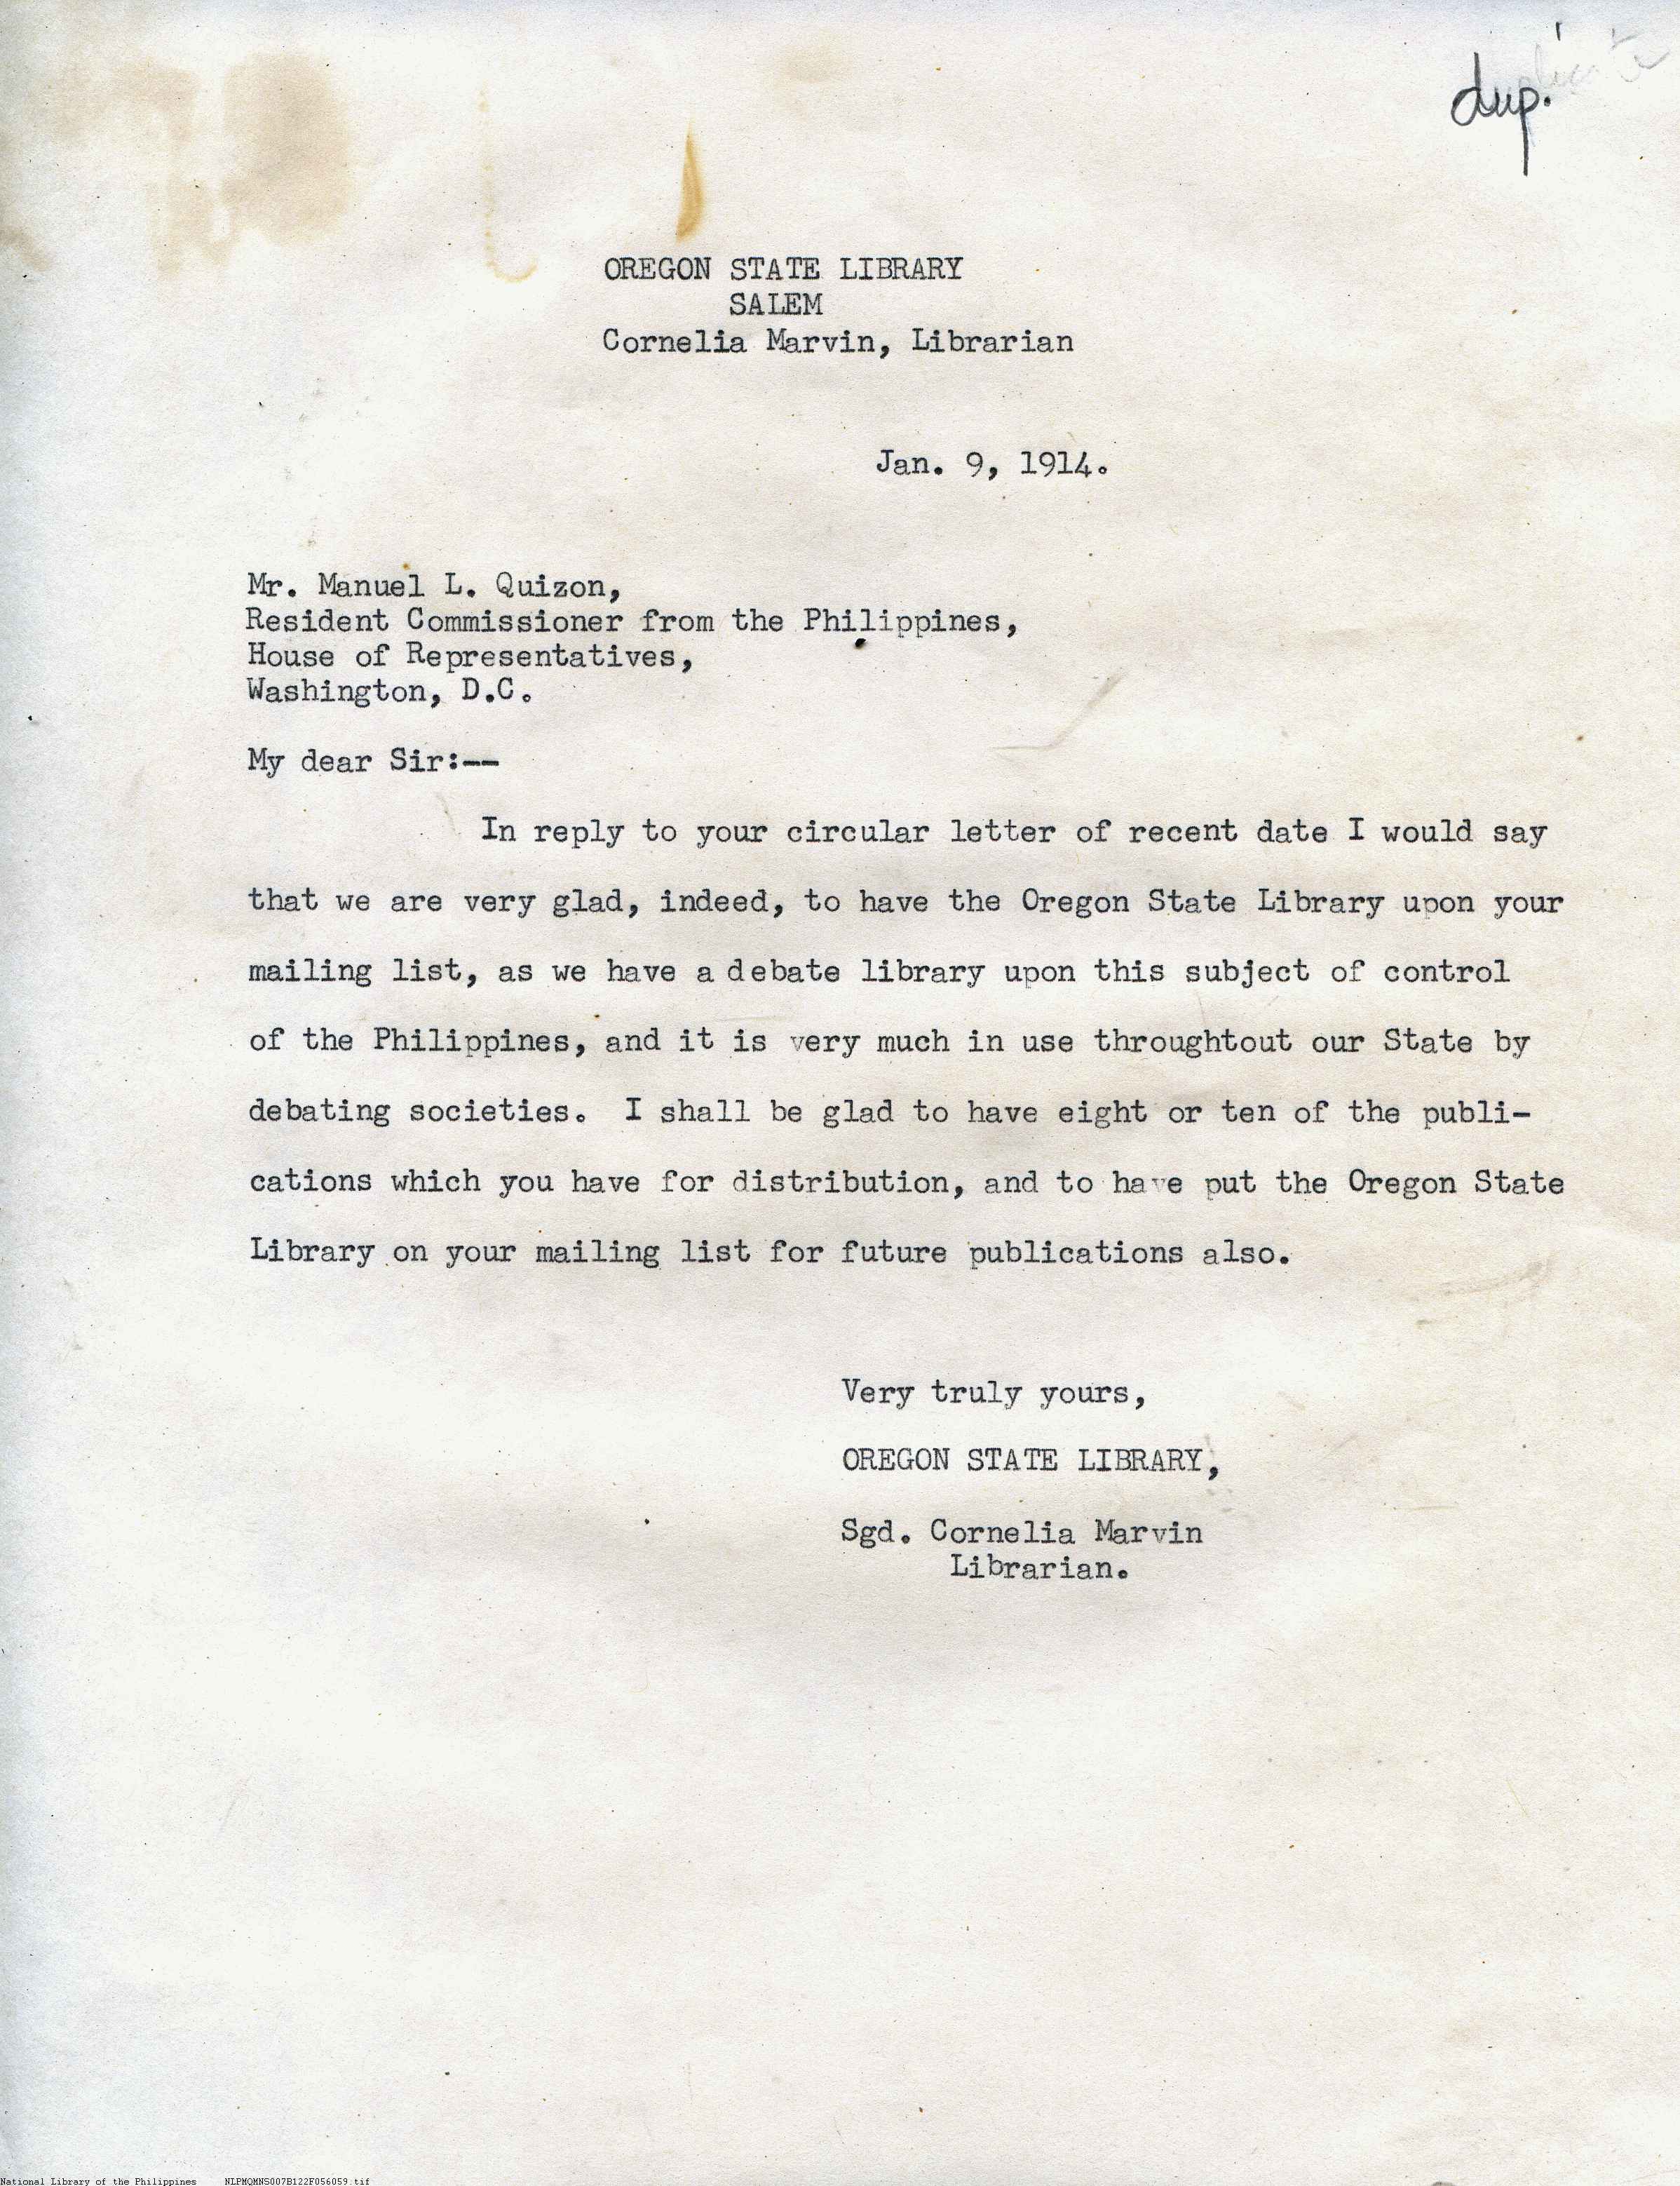 dup.
OREGON STATE LIBRARY
SALEM
Cornelia Marvin, Librarian
Jan. 9, 1914.
Mr. Manuel L. Quizon,
Resident Commissioner from the Philippines,
House of Representatives,
Washington, D.C.
My dear Sir:--
In reply to your circular letter of recent date I would say
that we are very glad, indeed, to have the Oregon State Library upon your
mailing list, as we have a debate library upon this subject of control
of the Philippines, and it is very much in use throughtout our State by
debating societies. I shall be glad to have eight or ten of the publi-
cations which you have for distribution, and to have put the Oregon State
Library on your mailing list for future publications also.
Very truly yours,
OREGON STATE LIBRARY,
Sgd. Cornelia Marvin
Librarian.
National Library of the Philippines NLPMQMNS007B122F056059.tif